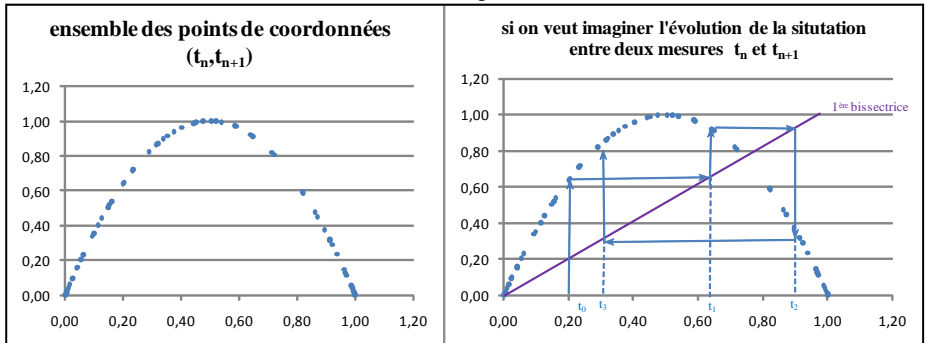 ensemble des points de coordonnées
(tn,tn+1)
1,20
1,00
0,80
0,60
0,40
0,20
0,00
0,00 0,20 0,40 0,60 0,80 1,00 1,20
si on veut imaginer l'évolution de la situtation
entre deux mesures tn et tn+1
1,20
1,00
0,80
0,60
0,40
0,20
0,00
1ère bissectrice
t0 t3 t1 t2
0,00 0,20 0,40 0,60 0,80 1,00 1,20